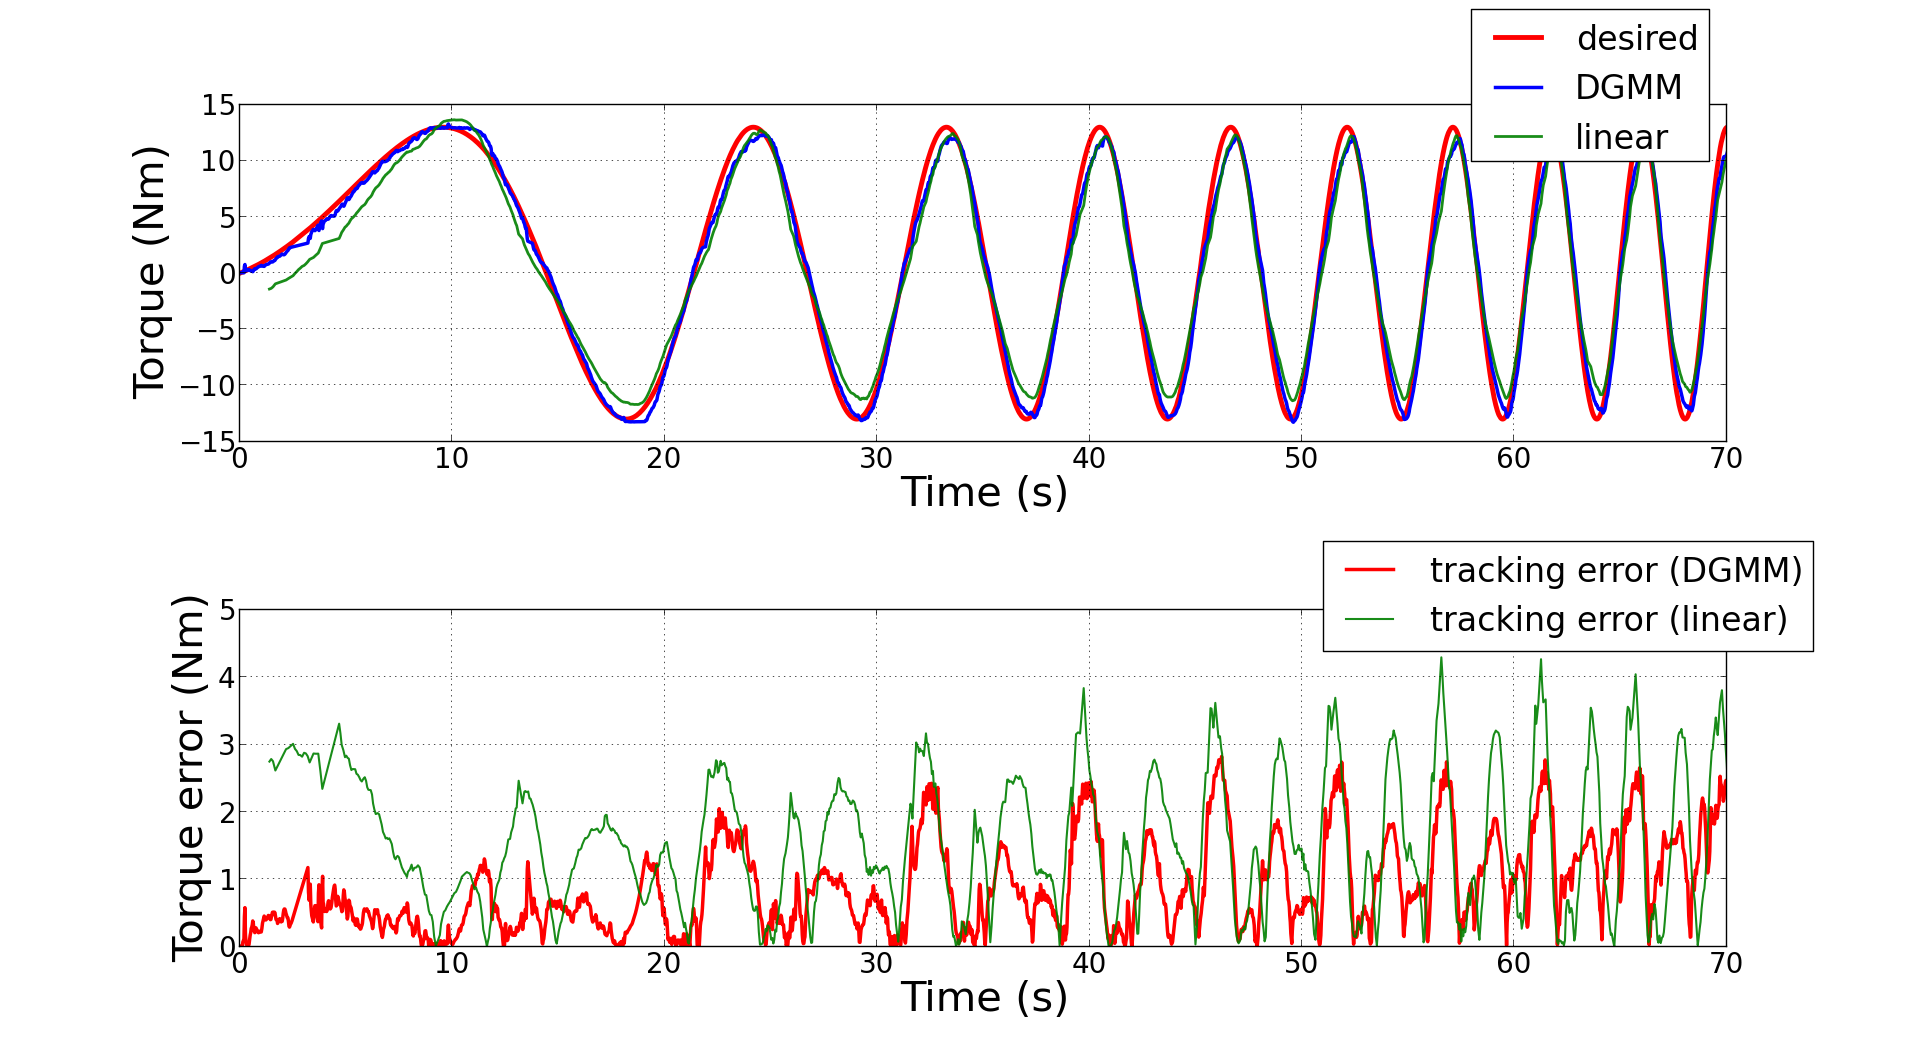 desired
DGMM
linear
Torque (Nm)
15
10
5
0
−5
−10
−15
0 10 20 30 40 50 60 70
Time (s)
tracking error (DGMM)
tracking error (linear)
Torque error (Nm)
5
4
3
2
1
0
0 10 20 30 40 50 60 70
Time (s)